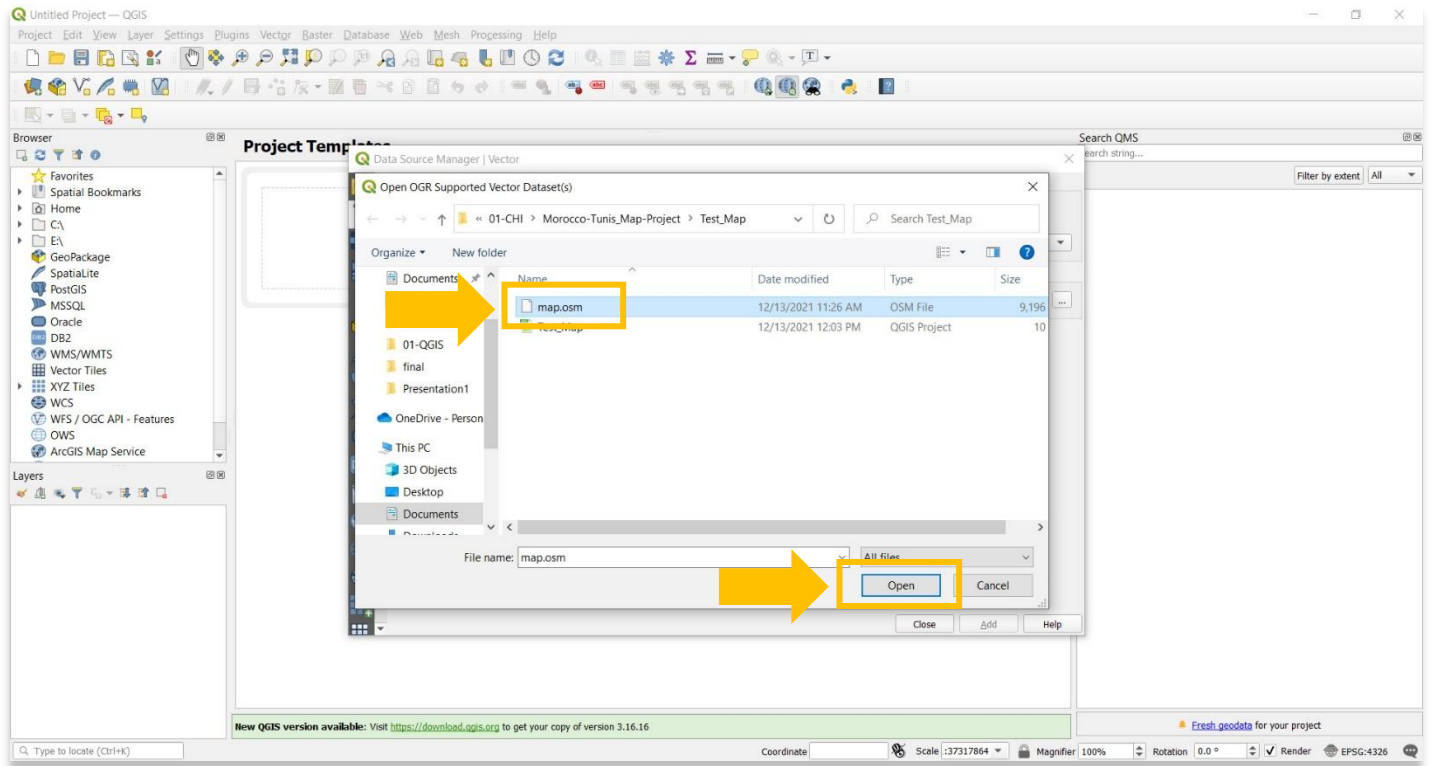 Untitled Project — QGIS
Project Edit View Layer Settings Plugins Vector Raster Database Web Mesh Processing Help
Browser
Favorites
Spatial Bookmarks
Home
C:\
E:\
GeoPackage
SpatiaLite
PostGIS
MSSQL
Oracle
DB2
WMS/WMTS
Vector Tiles
XYZ Tiles
WCS
WFS / OGC API - Features
OWS
ArcGIS Map Service
Layers
Project Templates
Data Source Manager | Vector
Open OGR Supported Vector Dataset(s)
« 01-CHI > Morocco-Tunis_Map-Project > Test_Map
Search Test_Map
Organize New folder
Documents
01-QGIS
final
Presentation1
OneDrive - Person
This PC
3D Objects
Desktop
Documents
Downloads
Name Date modified Type Size
map.osm 12/13/2021 11:26 AM OSM File 9,196
Test_Map 12/13/2021 12:03 PM QGIS Project 10
File name: map.osm All files
Open Cancel
Close Add Help
Search QMS
earch string...
Filter by extent All
New QGIS version available: Visit https://download.qgis.org to get your copy of version 3.16.16
Fresh geodata for your project
Type to locate (Ctrl+K) Coordinate Scale :37317864 Magnifier 100% Rotation 0.0 ° Render EPSG:4326